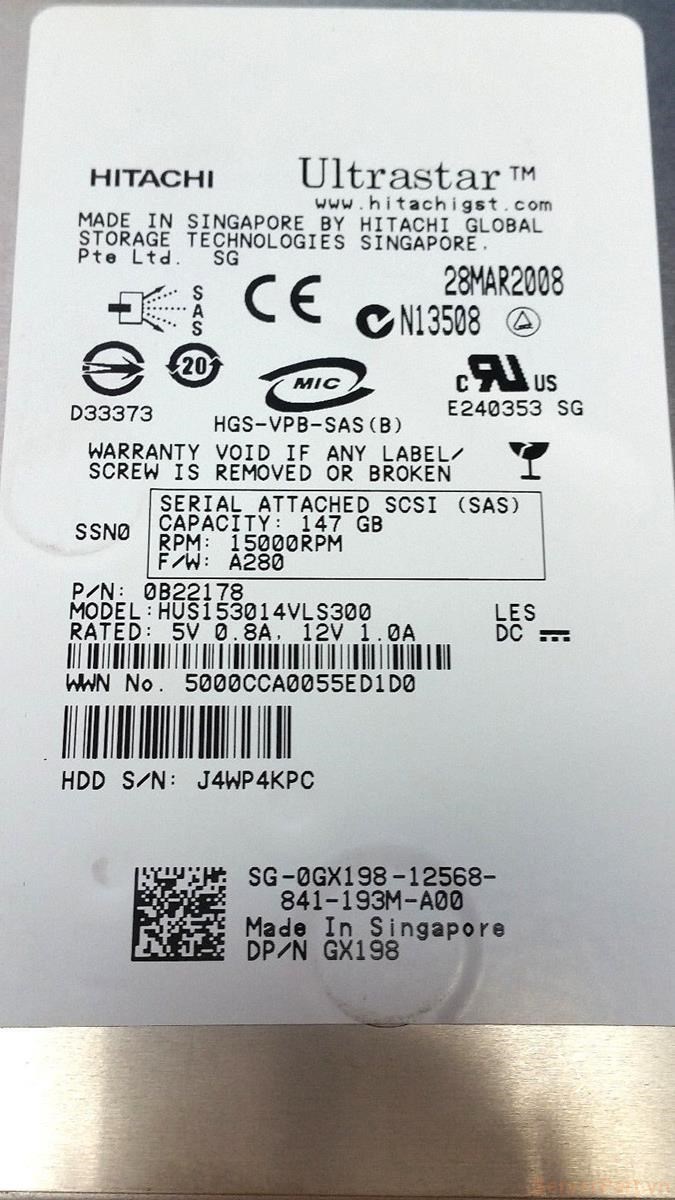 HITACHI Ultrastar™
www.hitachigst.com
MADE IN SINGAPORE BY HITACHI GLOBAL
STORAGE TECHNOLOGIES SINGAPORE.
Pte Ltd. SG
28MAR2008
SAS
CE
N13508
20
MIC
C US
D33373
HGS-VPB-SAS(B)
E240353 SG
WARRANTY VOID IF ANY LABEL/
SCREW IS REMOVED OR BROKEN
SSN0
SERIAL ATTACHED SCSI (SAS)
CAPACITY: 147 GB
RPM: 15000RPM
F/W: A280
P/N: 0B22178
MODEL:HUS153014VLS300 LES
RATED: 5V 0.8A, 12V 1.0A DC
WWN No. 5000CCA0055ED1D0
HDD S/N: J4WP4KPC
SG-0GX198-12568-
841-193M-A00
Made In Singapore
DP/N GX198